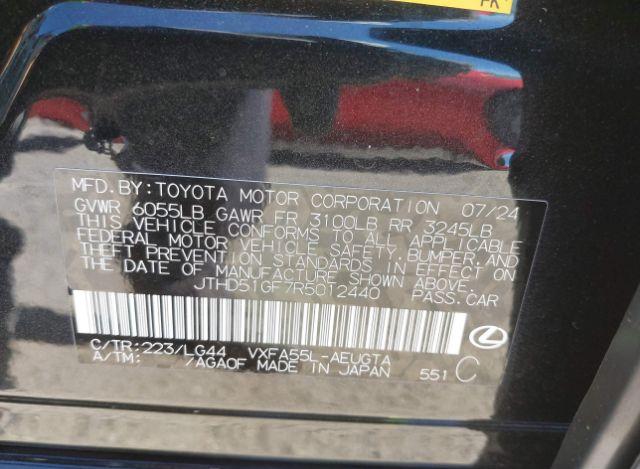 PK
MFD. BY: TOYOTA MOTOR CORPORATION 07/24
GVWR 6055LB GAWR FR 3100LB RR 3245LB
THIS VEHICLE CONFORMS TO ALL APPLICABLE
FEDERAL MOTOR VEHICLE SAFETY, BUMPER, AND
THEFT PREVENTION STANDARDS IN EFFECT ON
THE DATE OF MANUFACTURE SHOWN ABOVE.
JTHD51GF7R5012440 PASS.CAR
C/TR: 223/LG44 VXFA55L-AEUGTA
A/TM: /AGA0F MADE IN JAPAN 551 C